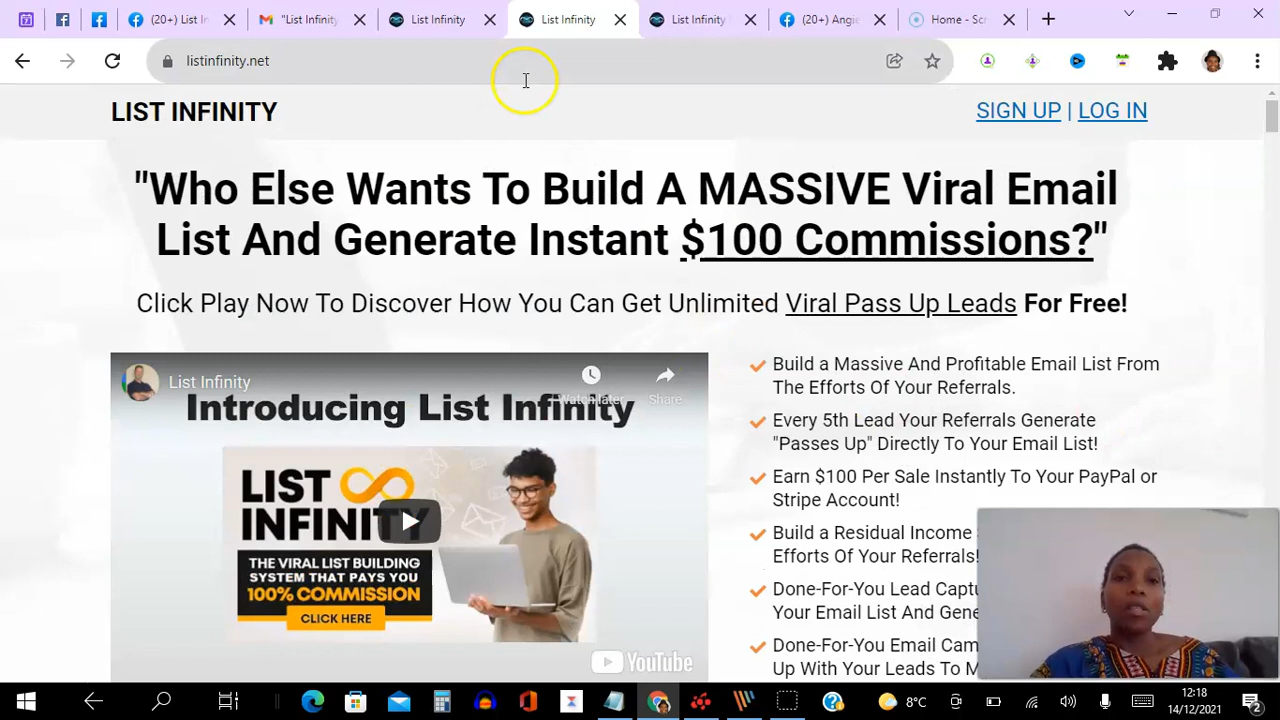 (20+) List In
"List Infinity
List Infinity
List Infinity
List Infinity
(20+) Angie
Home - Scr
listinfinity.net
LIST INFINITY
SIGN UP | LOG IN
"Who Else Wants To Build A MASSIVE Viral Email
List And Generate Instant $100 Commissions?"
Click Play Now To Discover How You Can Get Unlimited Viral Pass Up Leads For Free!
List Infinity
Watch later
Share
Introducing List Infinity
LIST
INFINITY
THE VIRAL LIST BUILDING
SYSTEM THAT PAYS YOU
100% COMMISSION
CLICK HERE
YouTube
Build a Massive And Profitable Email List From
The Efforts Of Your Referrals.
Every 5th Lead Your Referrals Generate
"Passes Up" Directly To Your Email List!
Earn $100 Per Sale Instantly To Your PayPal or
Stripe Account!
Build a Residual Income
Efforts Of Your Referrals!
Done-For-You Lead Captu
Your Email List And Gene
Done-For-You Email Cam
Up With Your Leads To M
8°C
12:18
14/12/2021
2